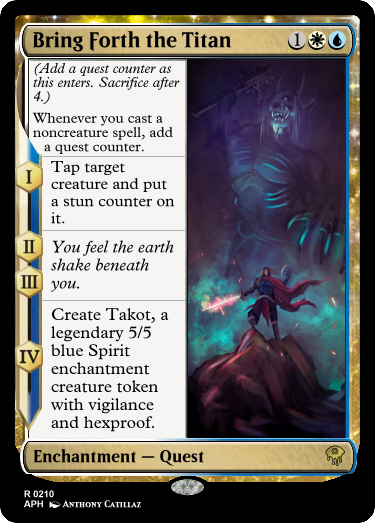 Bring Forth the Titan 1
(Add a quest counter as
this enters. Sacrifice after
4.)
Whenever you cast a
noncreature spell, add
a quest counter.
I
Tap target
creature and put
a stun counter on
it.
II
III
You feel the earth
shake beneath
you.
IV
Create Takot, a
legendary 5/5
blue Spirit
enchantment
creature token
with vigilance
and hexproof.
Enchantment — Quest
R 0210
APH Anthony Catillaz